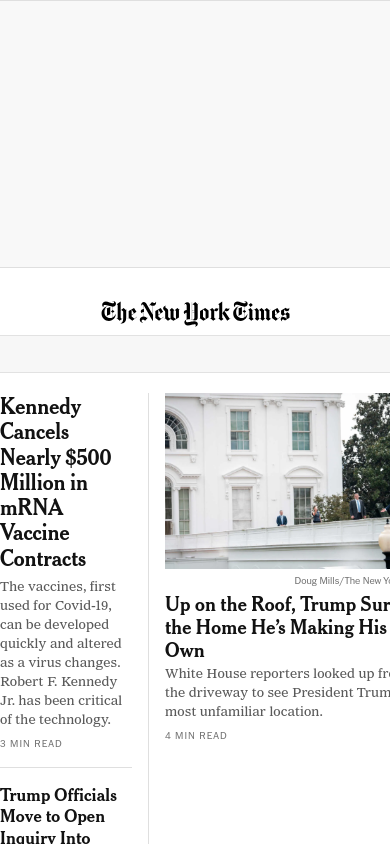 The New York Times
Kennedy
Cancels
Nearly $500
Million in
mRNA
Vaccine
Contracts
The vaccines, first
used for Covid-19,
can be developed
quickly and altered
as a virus changes.
Robert F. Kennedy
Jr. has been critical
of the technology.
3 MIN READ
Trump Officials
Move to Open
Inquiry Into
Doug Mills/The New Yo
Up on the Roof, Trump Sur
the Home He’s Making His
Own
White House reporters looked up fro
the driveway to see President Trum
most unfamiliar location.
4 MIN READ